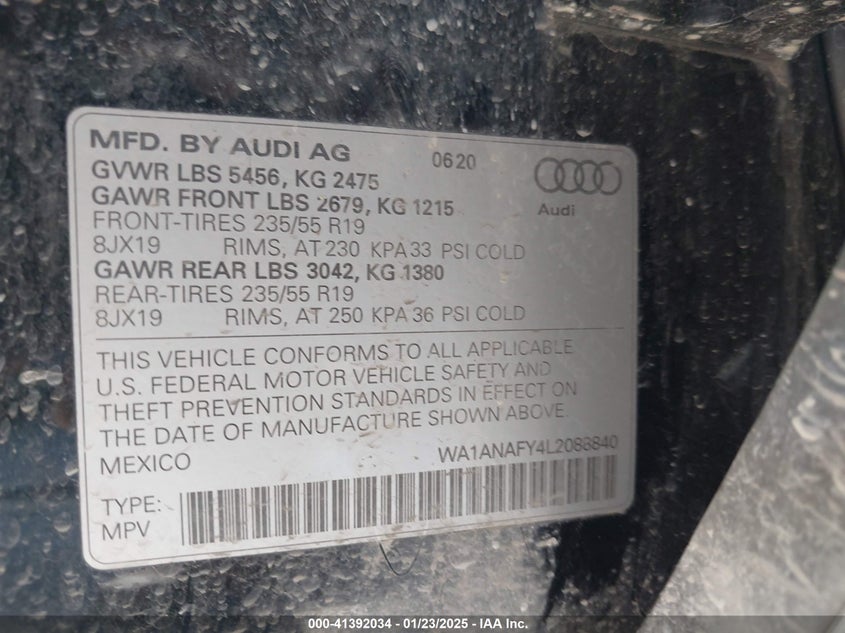 MFD. BY AUDI AG 0620
GVWR LBS 5456, KG 2475
GAWR FRONT LBS 2679, KG 1215
Audi
FRONT-TIRES 235/55 R19
8JX19 RIMS, AT 230 KPA 33 PSI COLD
GAWR REAR LBS 3042, KG 1380
REAR-TIRES 235/55 R19
8JX19 RIMS, AT 250 KPA 36 PSI COLD
THIS VEHICLE CONFORMS TO ALL APPLICABLE
U.S. FEDERAL MOTOR VEHICLE SAFETY AND
THEFT PREVENTION STANDARDS IN EFFECT ON
THE DATE OF MANUFACTURE SHOWN ABOVE.
MEXICO WA1ANAFY4L2088840
TYPE:
MPV
000-41392034 — 01/23/2025 — IAA Inc.